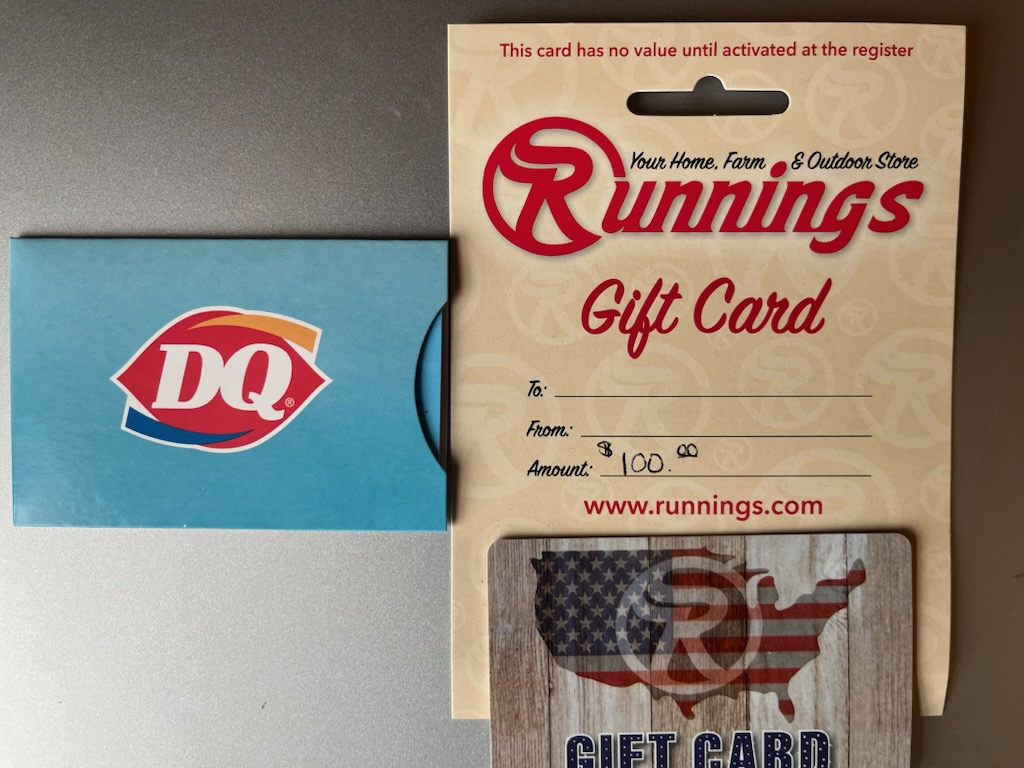 This card has no value until activated at the register
Your Home, Farm & Outdoor Store
Runnings
Gift Card
To:
From:
Amount: $100.00
www.runnings.com
DQ®
R
GIFT CARD